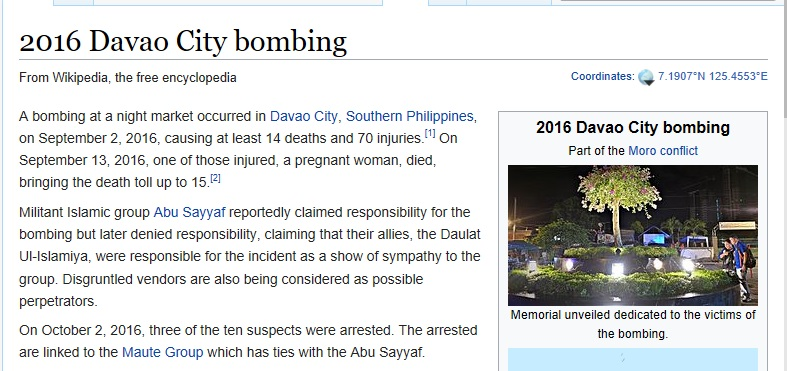 2016 Davao City bombing
From Wikipedia, the free encyclopedia
Coordinates: 7.1907°N 125.4553°E
A bombing at a night market occurred in Davao City, Southern Philippines,
on September 2, 2016, causing at least 14 deaths and 70 injuries.[1] On
September 13, 2016, one of those injured, a pregnant woman, died,
bringing the death toll up to 15.[2]
Militant Islamic group Abu Sayyaf reportedly claimed responsibility for the
bombing but later denied responsibility, claiming that their allies, the Daulat
Ul-Islamiya, were responsible for the incident as a show of sympathy to the
group. Disgruntled vendors are also being considered as possible
perpetrators.
On October 2, 2016, three of the ten suspects were arrested. The arrested
are linked to the Maute Group which has ties with the Abu Sayyaf.
2016 Davao City bombing
Part of the Moro conflict
Memorial unveiled dedicated to the victims of
the bombing.